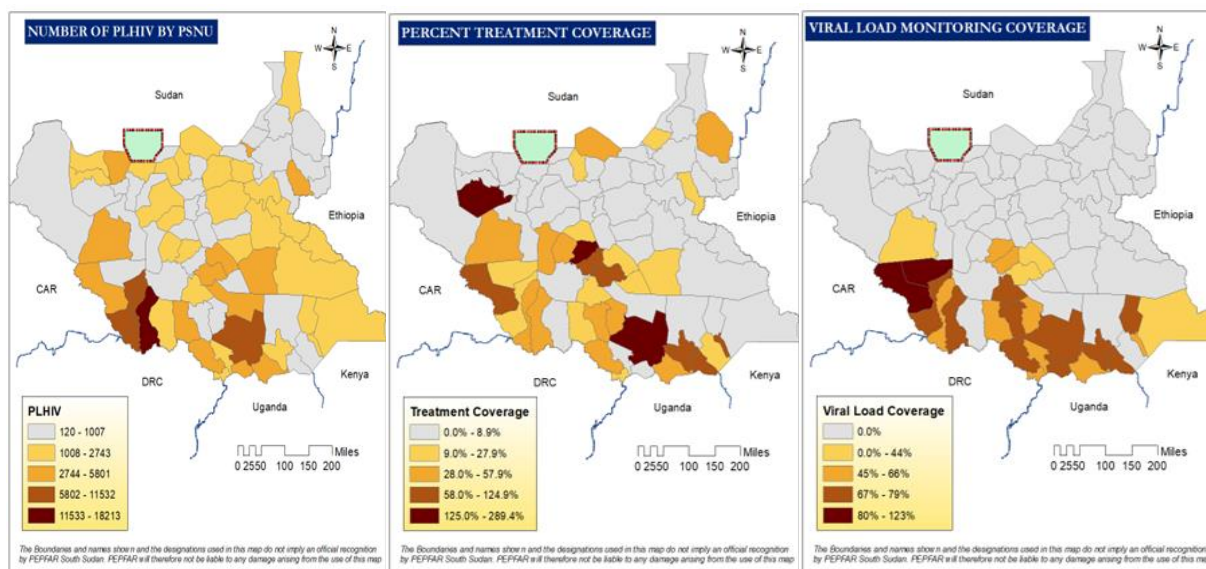 NUMBER OF PLHIV BY PSNU
N
W E
S
Sudan
Ethiopia
CAR
DRC
Kenya
Uganda
PLHIV
120 - 1007
1008 - 2743
2744 - 5801
5802 - 11532
11533 - 18213
Miles
0 2550 100 150 200
The Boundaries and names shown and the designations used in this map do not imply an official recognition
by PEPFAR South Sudan. PEPFAR will therefore not be liable to any damage arising from the use of this map
PERCENT TREATMENT COVERAGE
N
W E
S
Sudan
Ethiopia
CAR
DRC
Kenya
Uganda
Treatment Coverage
0.0% - 8.9%
9.0% - 27.9%
28.0% - 57.9%
58.0% - 124.9%
125.0% - 289.4%
Miles
0 2550 100 150 200
The Boundaries and names shown and the designations used in this map do not imply an official recognition
by PEPFAR South Sudan. PEPFAR will therefore not be liable to any damage arising from the use of this map
VIRAL LOAD MONITORING COVERAGE
N
W E
S
Sudan
Ethiopia
CAR
DRC
Kenya
Uganda
Viral Load Coverage
0.0%
0.0% - 44%
45% - 66%
67% - 79%
80% - 123%
Miles
0 2550 100 150 200
The Boundaries and names shown and the designations used in this map do not imply an official recognition
by PEPFAR South Sudan. PEPFAR will therefore not be liable to any damage arising from the use of this map